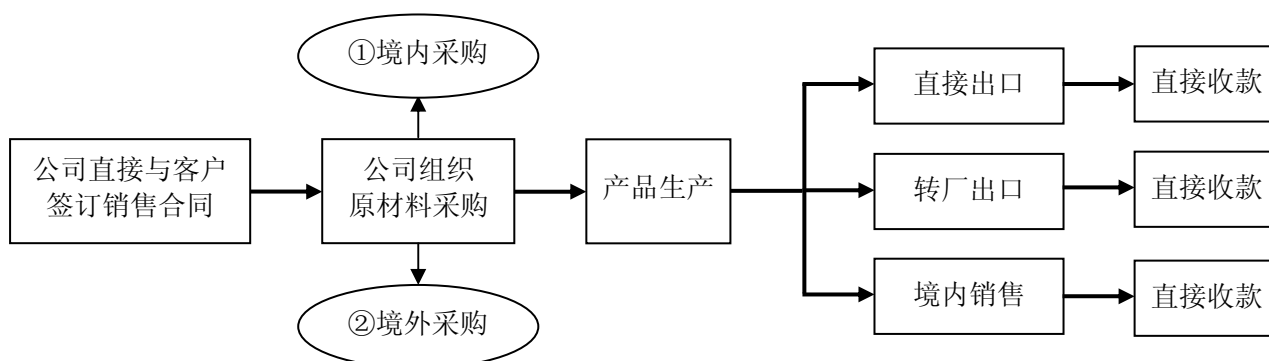 ①境内采购
公司直接与客户
签订销售合同
公司组织
原材料采购
②境外采购
产品生产
直接出口
直接收款
转厂出口
直接收款
境内销售
直接收款